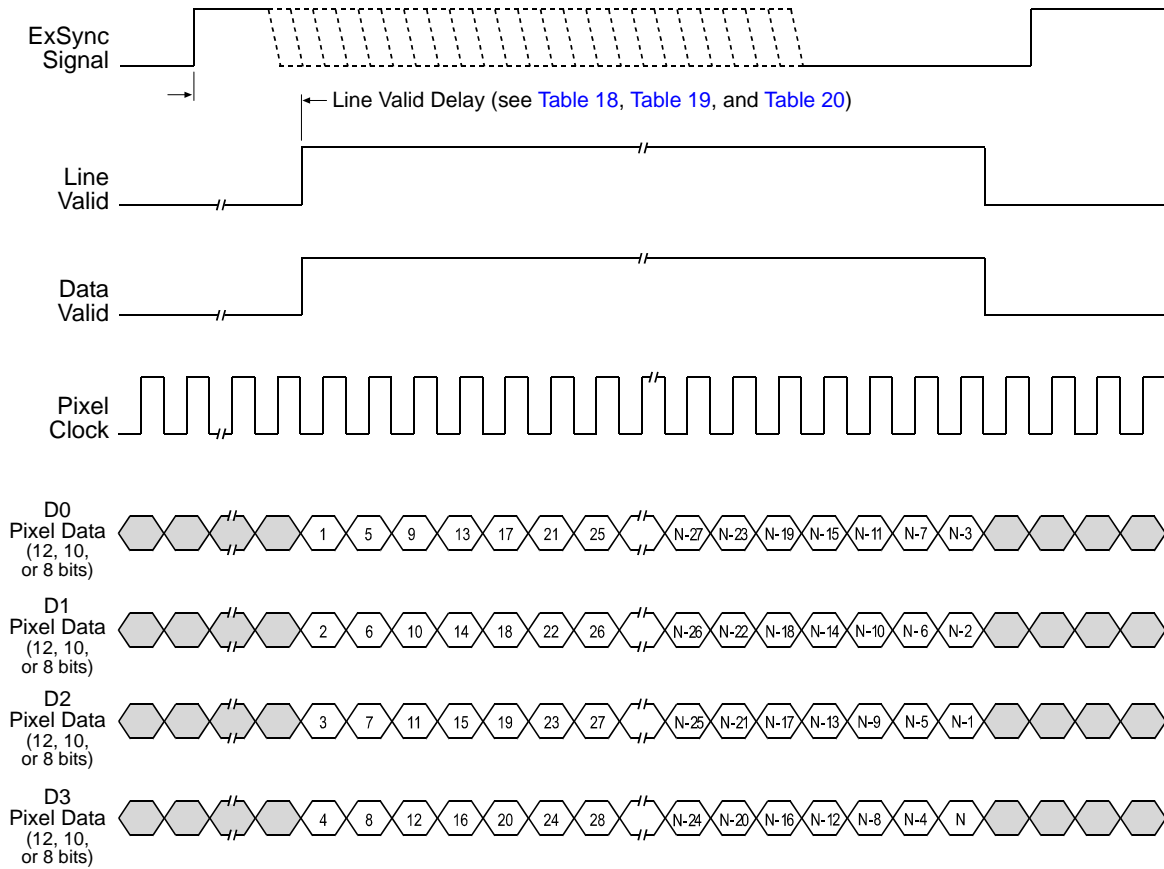 ExSync
Signal
Line Valid Delay (see Table 18, Table 19, and Table 20)
Line
Valid
Data
Valid
Pixel
Clock
D0
Pixel Data
(12, 10,
or 8 bits)
1 5 9 13 17 21 25 N-27 N-23 N-19 N-15 N-11 N-7 N-3
D1
Pixel Data
(12, 10,
or 8 bits)
2 6 10 14 18 22 26 N-26 N-22 N-18 N-14 N-10 N-6 N-2
D2
Pixel Data
(12, 10,
or 8 bits)
3 7 11 15 19 23 27 N-25 N-21 N-17 N-13 N-9 N-5 N-1
D3
Pixel Data
(12, 10,
or 8 bits)
4 8 12 16 20 24 28 N-24 N-20 N-16 N-12 N-8 N-4 N